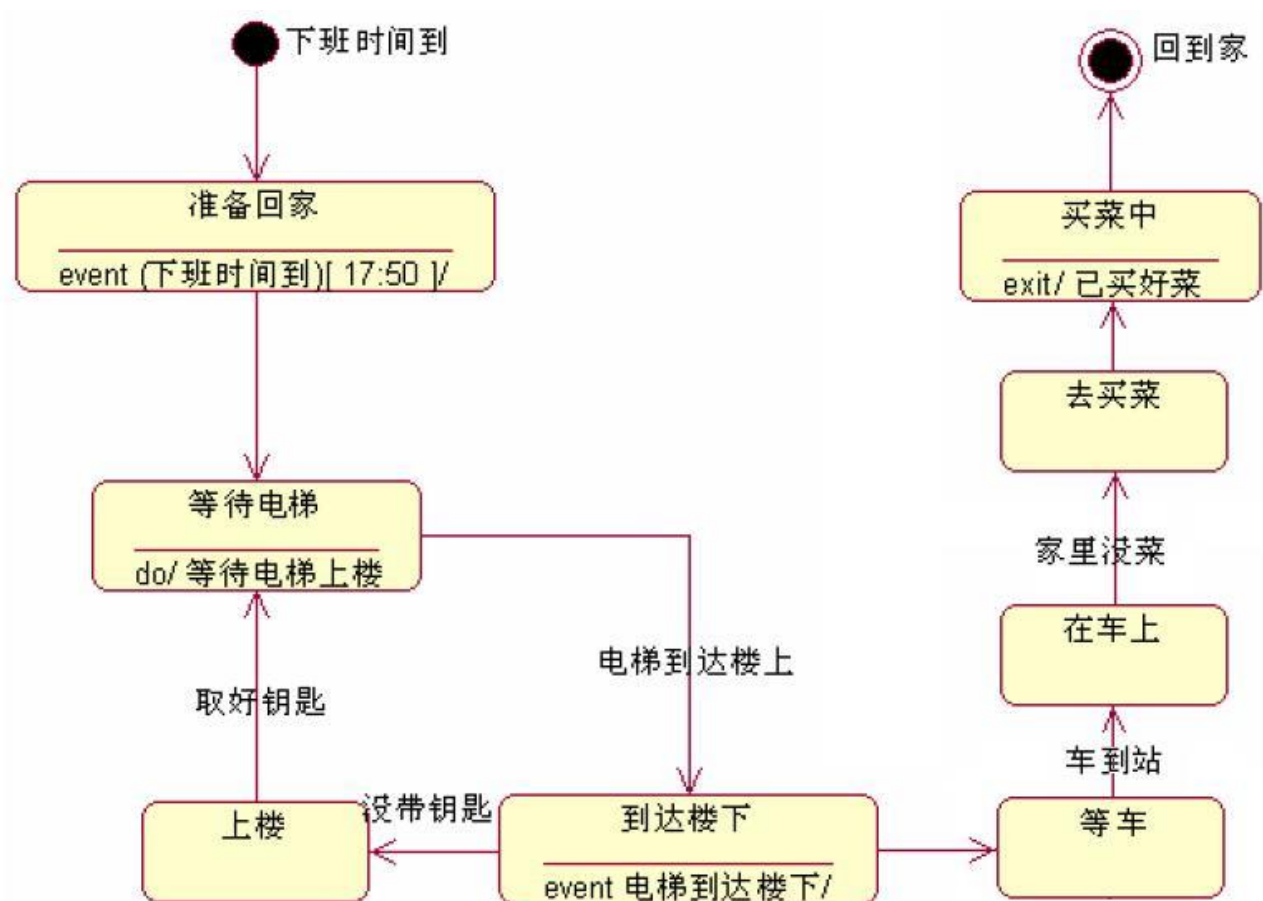 下班时间到
准备回家
event (下班时间到)[ 17:50 ]/
等待电梯
do/ 等待电梯上楼
电梯到达楼上
取好钥匙
上楼
没带钥匙
到达楼下
event 电梯到达楼下/
等车
车到站
在车上
家里没菜
去买菜
买菜中
exit/ 已买好菜
回到家